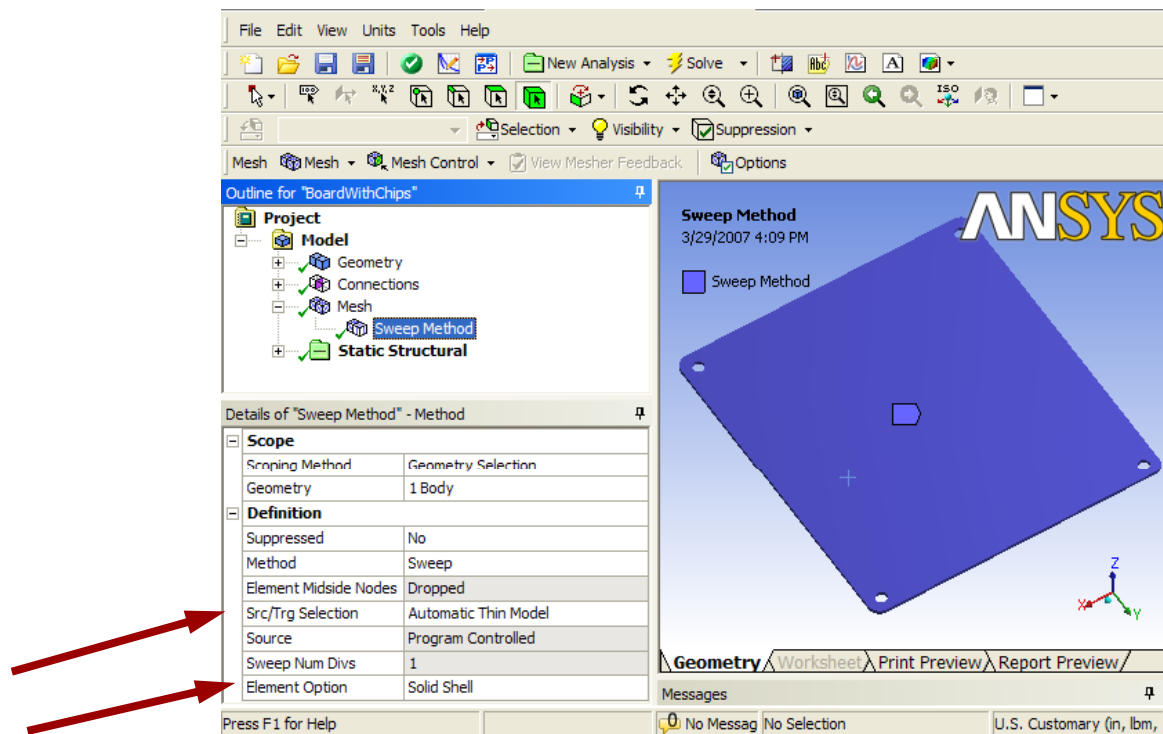 File Edit View Units Tools Help
New Analysis Solve Abc A
x,y,z ISO
Selection Visibility Suppression
Mesh Mesh Mesh Control View Mesher Feedback Options
Outline for "BoardWithChips"
Project
Model
Geometry
Connections
Mesh
Sweep Method
Static Structural
Details of "Sweep Method" - Method
Scope
Scoping Method Geometry Selection
Geometry 1 Body
Definition
Suppressed No
Method Sweep
Element Midside Nodes Dropped
Src/Trg Selection Automatic Thin Model
Source Program Controlled
Sweep Num Divs 1
Element Option Solid Shell
ANSYS
Sweep Method
3/29/2007 4:09 PM
Sweep Method
Z
X
Y
Geometry Worksheet Print Preview Report Preview
Messages
Press F1 for Help 0 No Messag No Selection U.S. Customary (in, lbm,